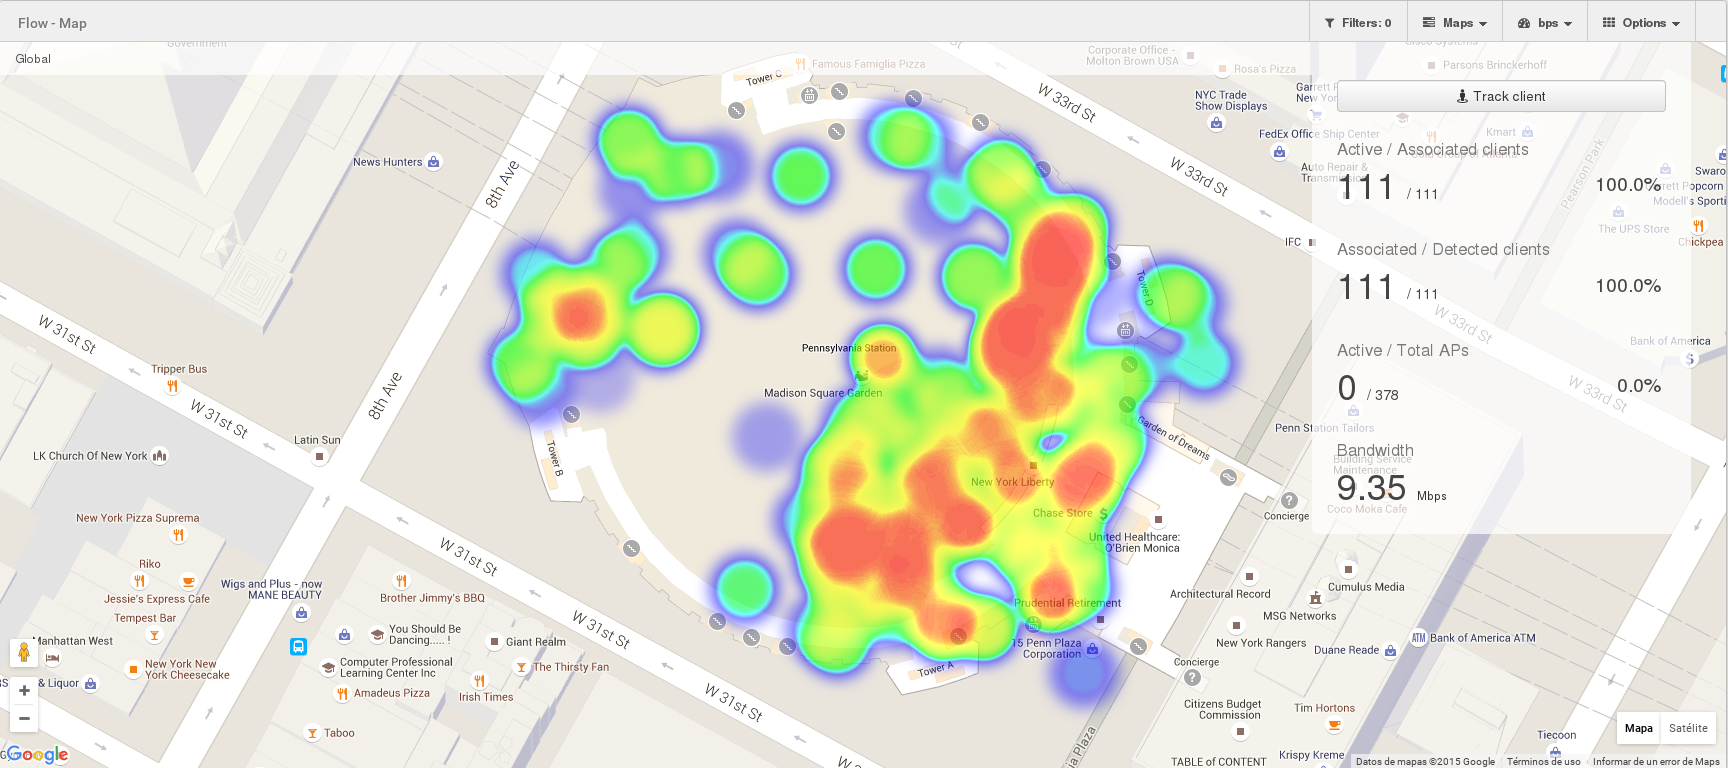 Flow - Map
Filters: 0
Maps
bps
Options
Global
Government
Tower C
Famous Famiglia Pizza
Corporate Office -
Molton Brown USA
Rosa's Pizza
Cisco Systems
Parsons Brinckerhoff
Track client
Active / Associated clients
111 / 111
100.0%
Associated / Detected clients
111 / 111
100.0%
Active / Total APs
0 / 378
0.0%
Bandwidth
9.35 Mbps
NYC Trade
Show Displays
FedEx Office
Ship Center
Kmart
Auto Repair &
Pearson Park
Modell's Sporti
The UPS Store
Chickpea
IFC
Bank of America
W 33rd St
W 33rd St
W 33rd St
W 33rd St
News Hunters
8th Ave
8th Ave
W 31st St
W 31st St
W 31st St
W 31st St
W 31st St
Tripper Bus
Latin Sun
LK Church Of New York
Tower B
Tower D
Pennsylvania Station
Madison Square Garden
Garden of Dreams
New York Liberty
Chase Store
United Healthcare:
O'Brien Monica
Prudential Retirement
15 Penn Plaza
Corporation
Tower A
Penn Station Tailors
Building Service
Maintenance
Coco Moka Cafe
Concierge
New York Pizza Suprema
Riko
Jessie's Express Cafe
Tempest Bar
Wigs and Plus - now
MANE BEAUTY
Brother Jimmy's BBQ
You Should Be
Dancing.....!
Giant Realm
Computer Professional
Learning Center Inc
The Thirsty Fan
Amadeus Pizza
Irish Times
Taboo
Manhattan West
New York New
York Cheesecake
& Liquor
Architectural Record
Cumulus Media
MSG Networks
New York Rangers
Duane Reade
Bank of America ATM
Concierge
Citizens Budget
Commission
Tim Hortons
Krispy Kreme
TABLE of CONTENT
Tiecoon
Mapa
Satélite
Google
Datos de mapas ©2015 Google
Términos de uso
Informar de un error de Maps